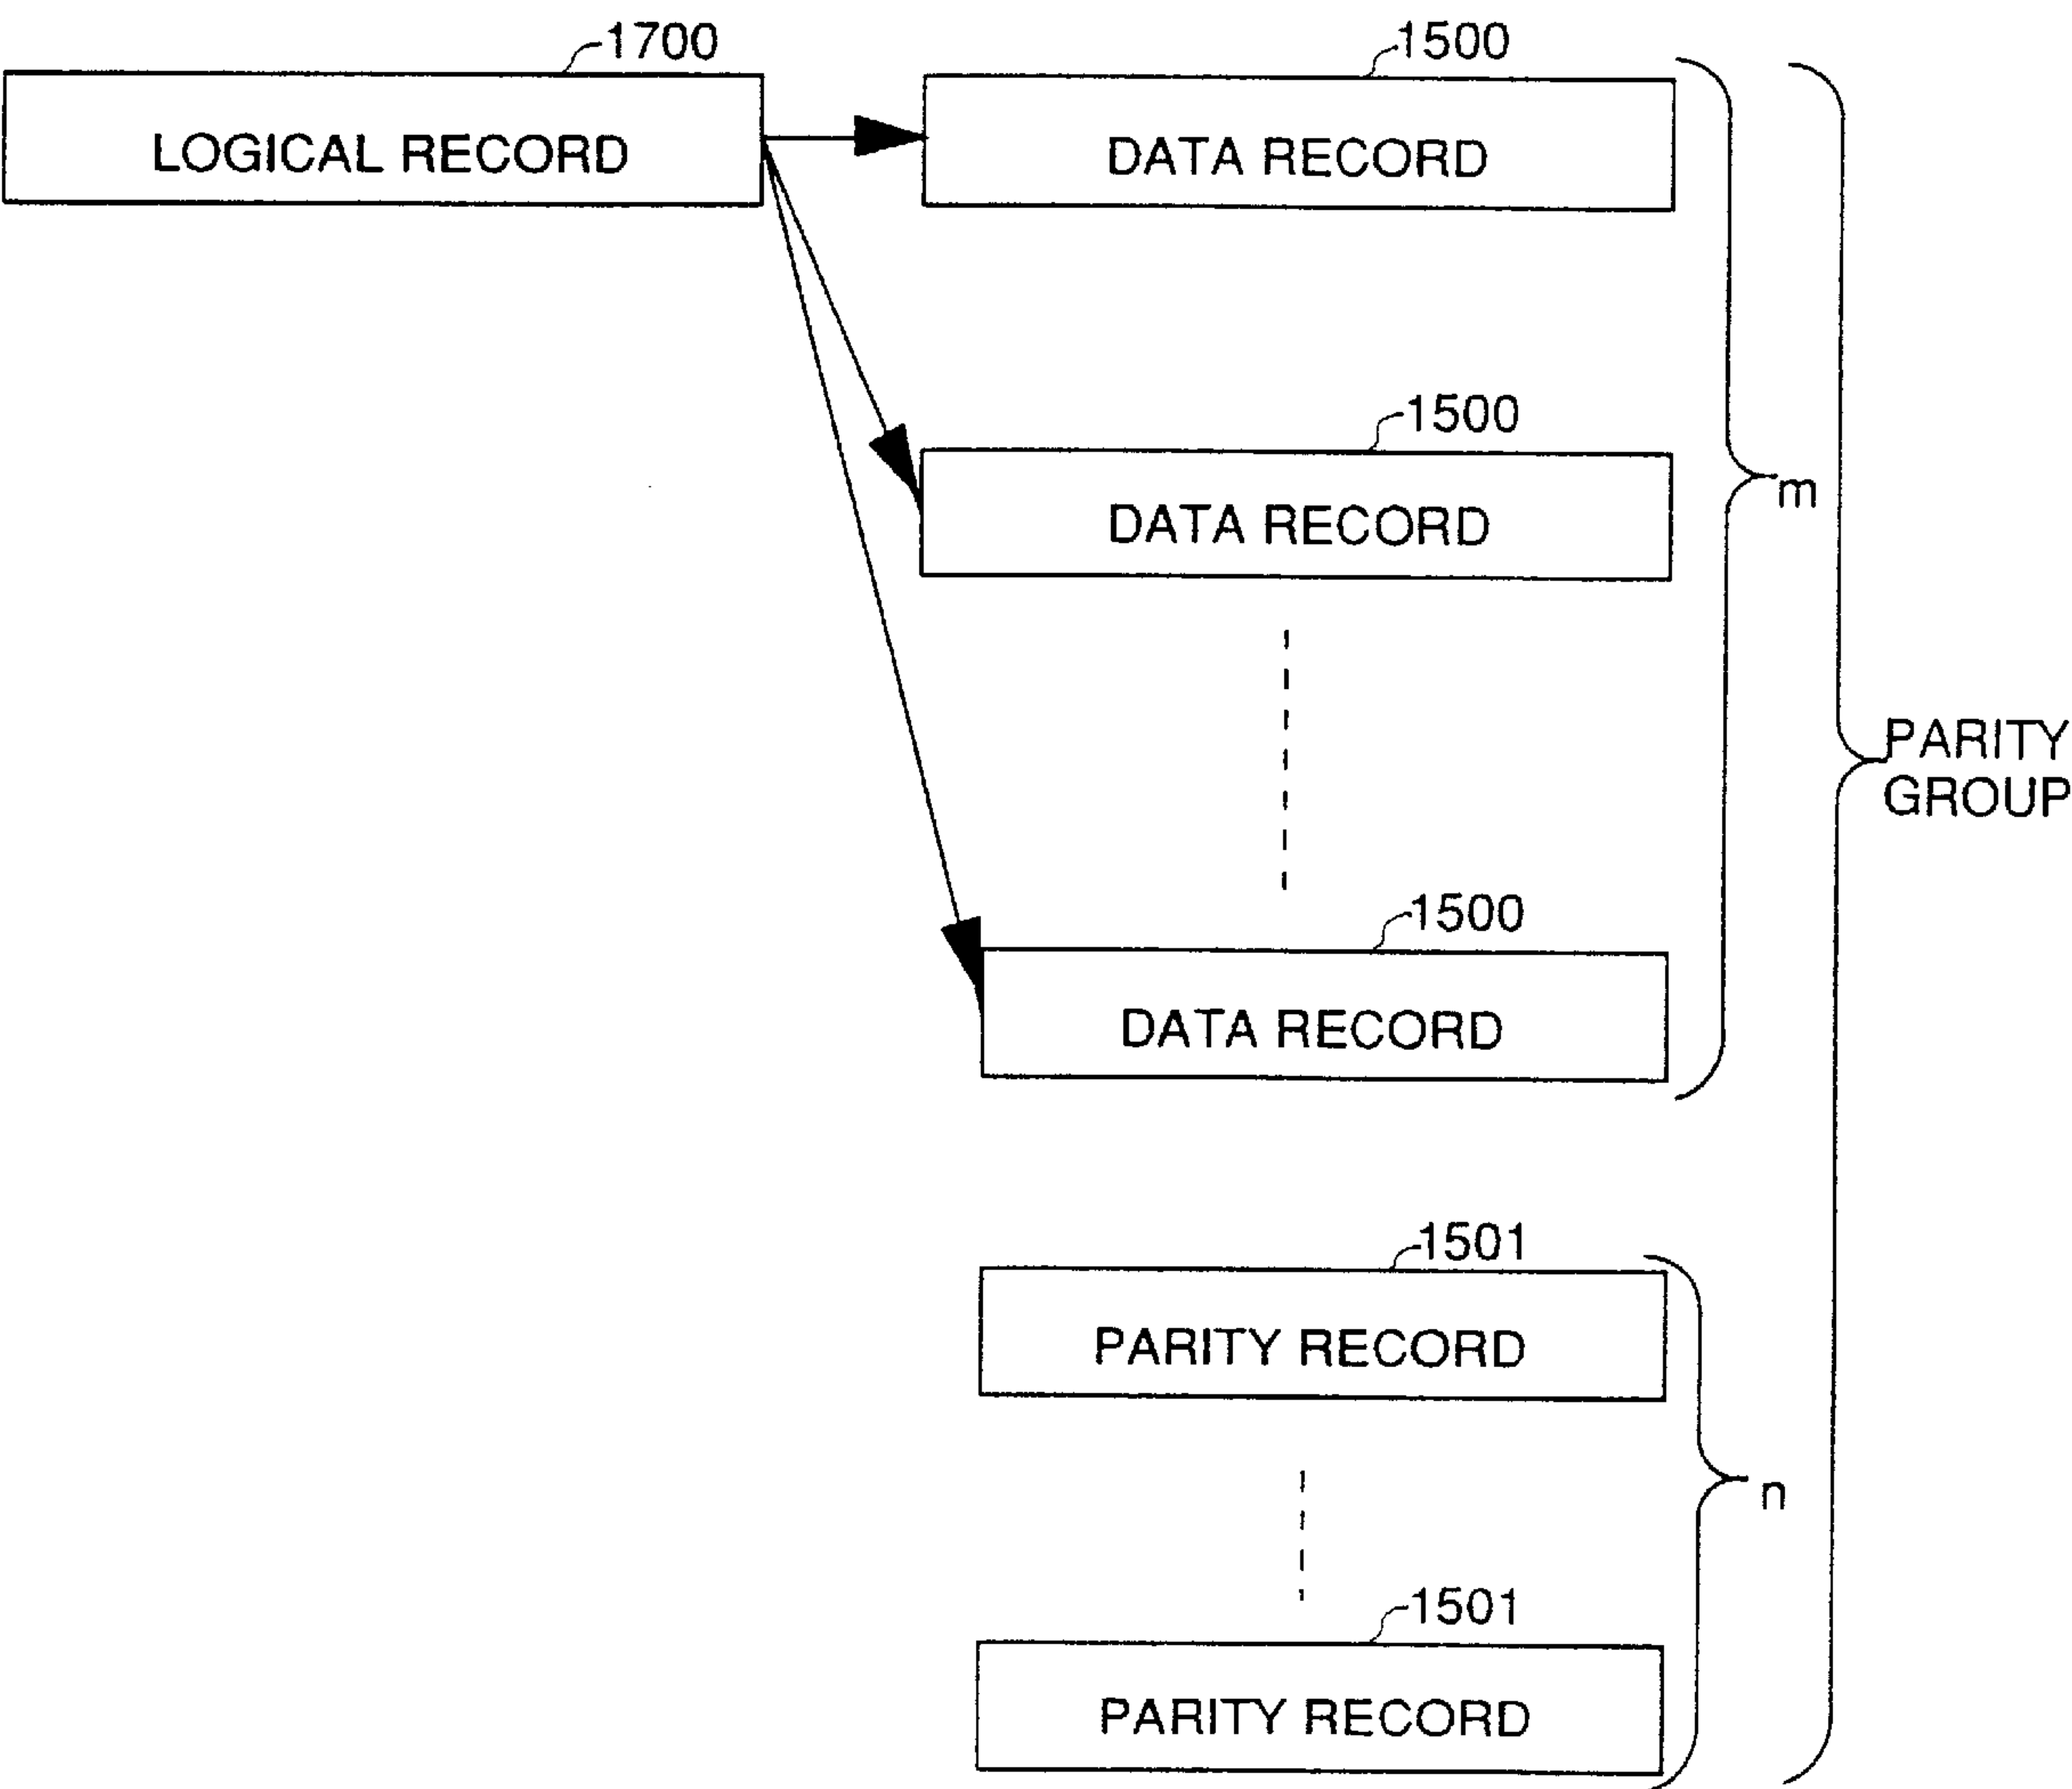 1700
LOGICAL RECORD
1500
DATA RECORD
1500
DATA RECORD
m
1500
DATA RECORD
PARITY
GROUP
1501
PARITY RECORD
n
1501
PARITY RECORD